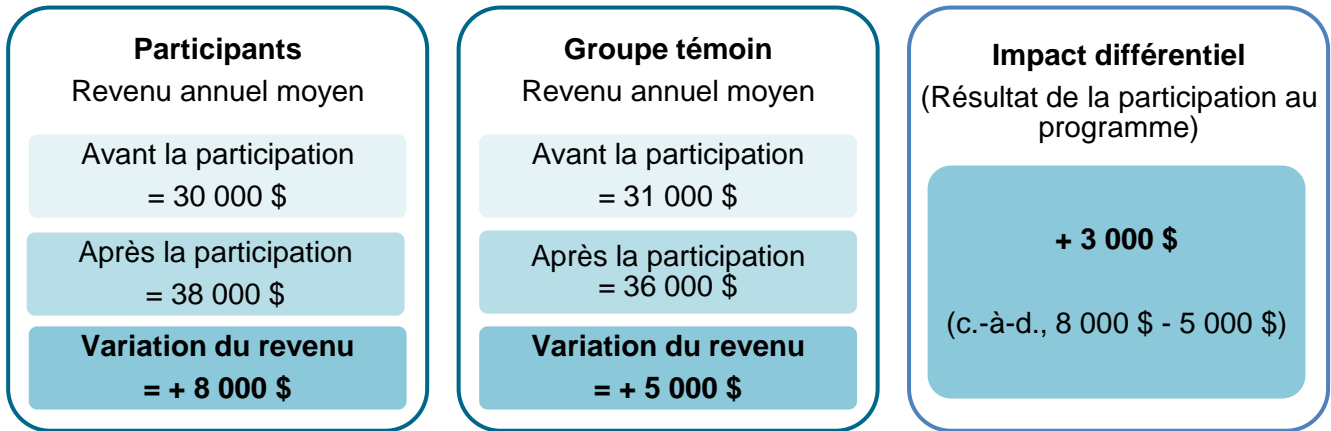 Participants
Revenu annuel moyen
Avant la participation
= 30 000 $
Après la participation
= 38 000 $
Variation du revenu
= + 8 000 $
Groupe témoin
Revenu annuel moyen
Avant la participation
= 31 000 $
Après la participation
= 36 000 $
Variation du revenu
= + 5 000 $
Impact différentiel
(Résultat de la participation au
programme)
+ 3 000 $
(c.-à-d., 8 000 $ - 5 000 $)